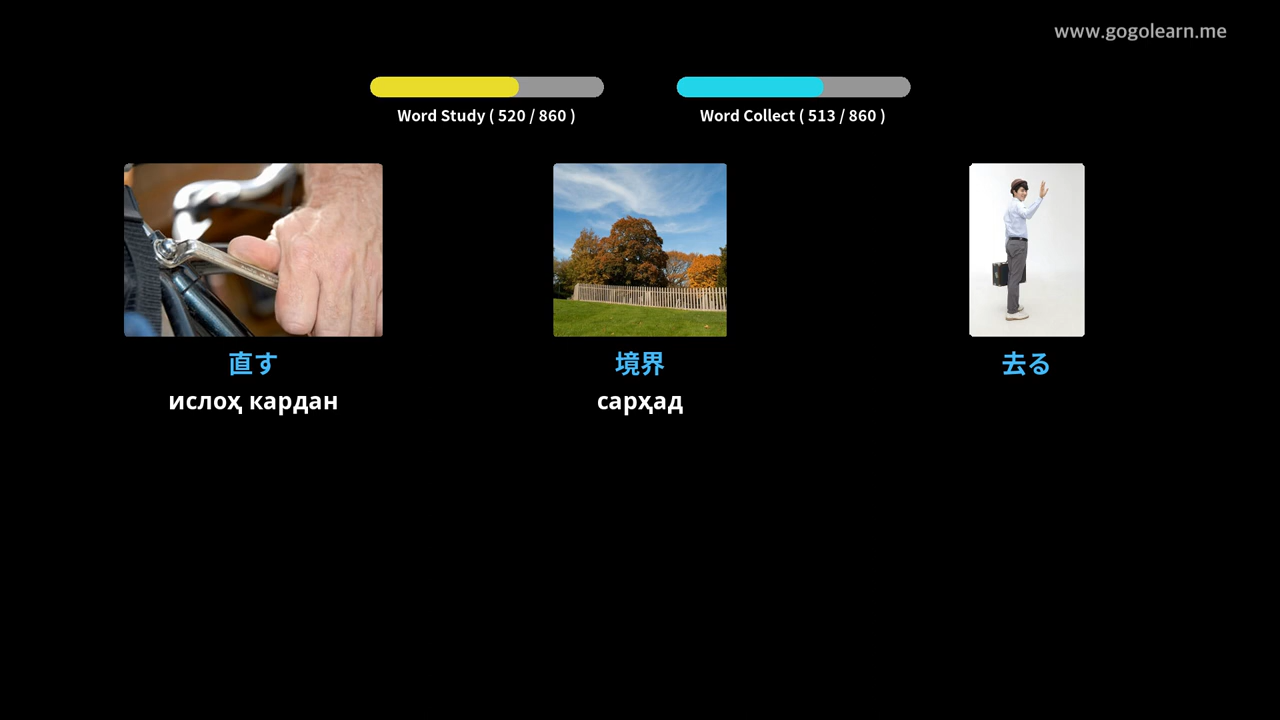 www.gogolearn.me
Word Study ( 520 / 860 )
Word Collect ( 513 / 860 )
直す
境界
去る
ислоҳ кардан
сарҳад